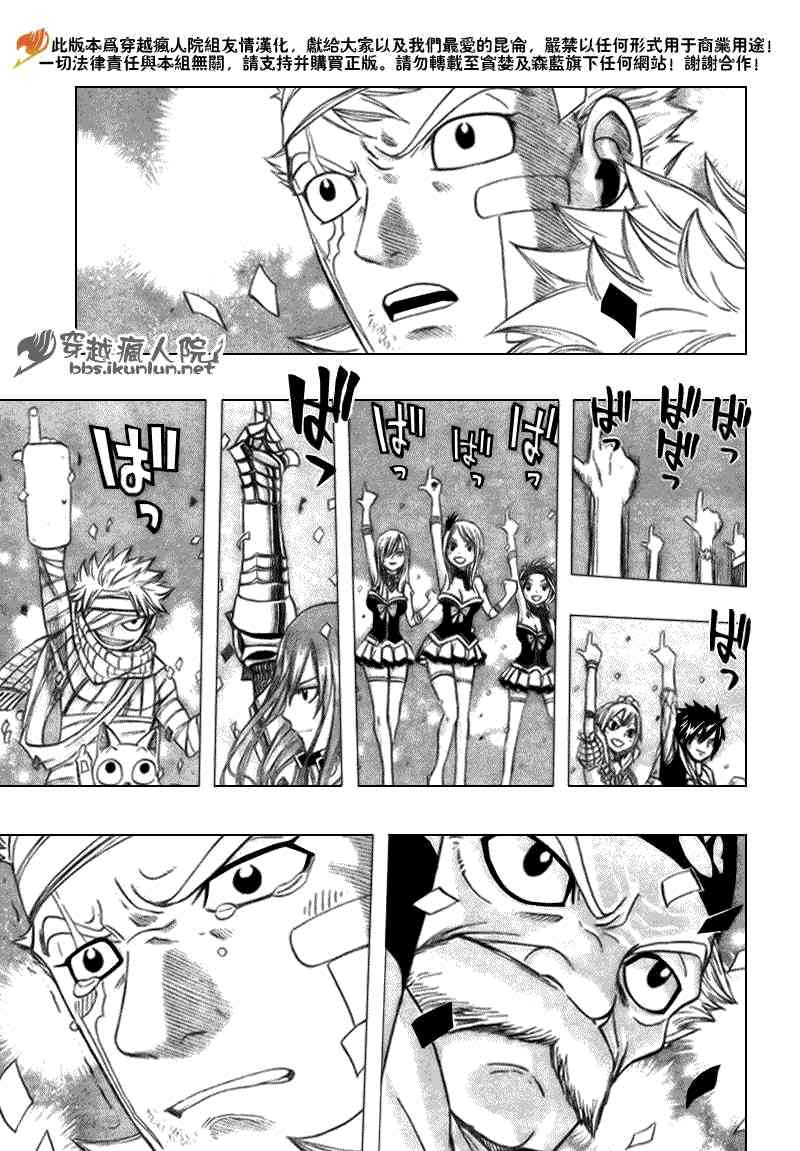 此版本爲穿越瘋人院組友情漢化，獻給大家以及我們最愛的昆侖，嚴禁以任何形式用于商業用途！
一切法律責任與本組無關，請支持并購買正版。請勿轉載至貪婪及森藍旗下任何網站！謝謝合作！
穿越瘋人院
bbs.ikunlun.net
ばっ
ばっ
ばっ
ばっ
ばっ
ばっ
ばっ
ばっ
ばっ